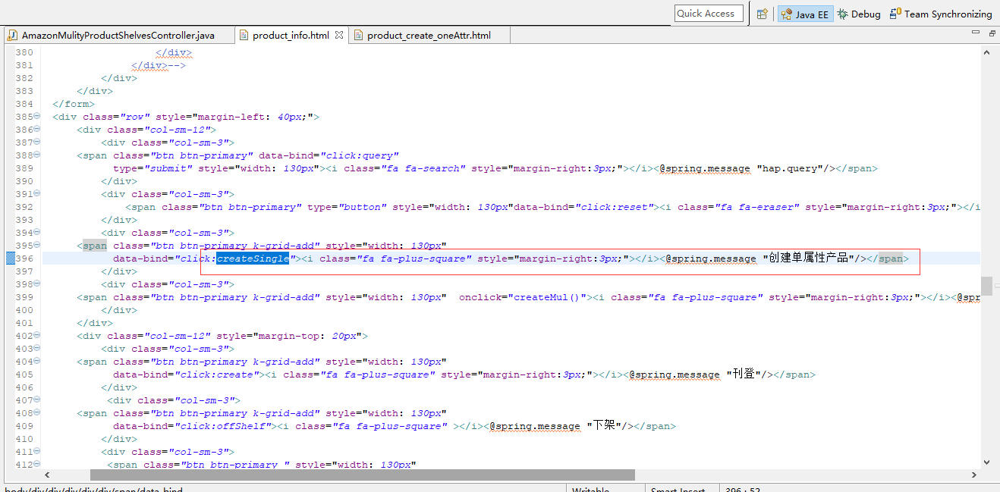 Quick Access
Java EE
Debug
Team Synchronizing
AmazonMulityProductShelvesController.java
product_info.html
product_create_oneAttr.html
380 </div>
381 </div>-->
382 </div>
383 </div>
384 </form>
385 <div class="row" style="margin-left: 40px;">
386 <div class="col-sm-12">
387 <div class="col-sm-3">
388 <span class="btn btn-primary" data-bind="click:query"
389 type="submit" style="width: 130px"><i class="fa fa-search" style="margin-right:3px;"></i><@spring.message "hap.query"/></span>
390 </div>
391 <div class="col-sm-3">
392 <span class="btn btn-primary" type="button" style="width: 130px"data-bind="click:reset"><i class="fa fa-eraser" style="margin-right:3px;"></i
393 </div>
394 <div class="col-sm-3">
395 <span class="btn btn-primary k-grid-add" style="width: 130px"
396 data-bind="click:createSingle"><i class="fa fa-plus-square" style="margin-right:3px;"></i><@spring.message "创建单属性产品"/></span>
397 </div>
398 <div class="col-sm-3">
399 <span class="btn btn-primary k-grid-add" style="width: 130px"  onclick="createMul()"><i class="fa fa-plus-square" style="margin-right:3px;"></i><@spr
400 </div>
401 </div>
402 <div class="col-sm-12" style="margin-top: 20px">
403 <div class="col-sm-3">
404 <span class="btn btn-primary k-grid-add" style="width: 130px"
405 data-bind="click:create"><i class="fa fa-plus-square" style="margin-right:3px;"></i><@spring.message "刊登"/></span>
406 </div>
407 <div class="col-sm-3">
408 <span class="btn btn-primary k-grid-add" style="width: 130px"
409 data-bind="click:offShelf"><i class="fa fa-plus-square" ></i><@spring.message "下架"/></span>
410 </div>
411 <div class="col-sm-3">
412 <span class="btn btn-primary " style="width: 130px"
body/div/div/div/div/div/span/data-bind
Writable
Smart Insert
396 : 52